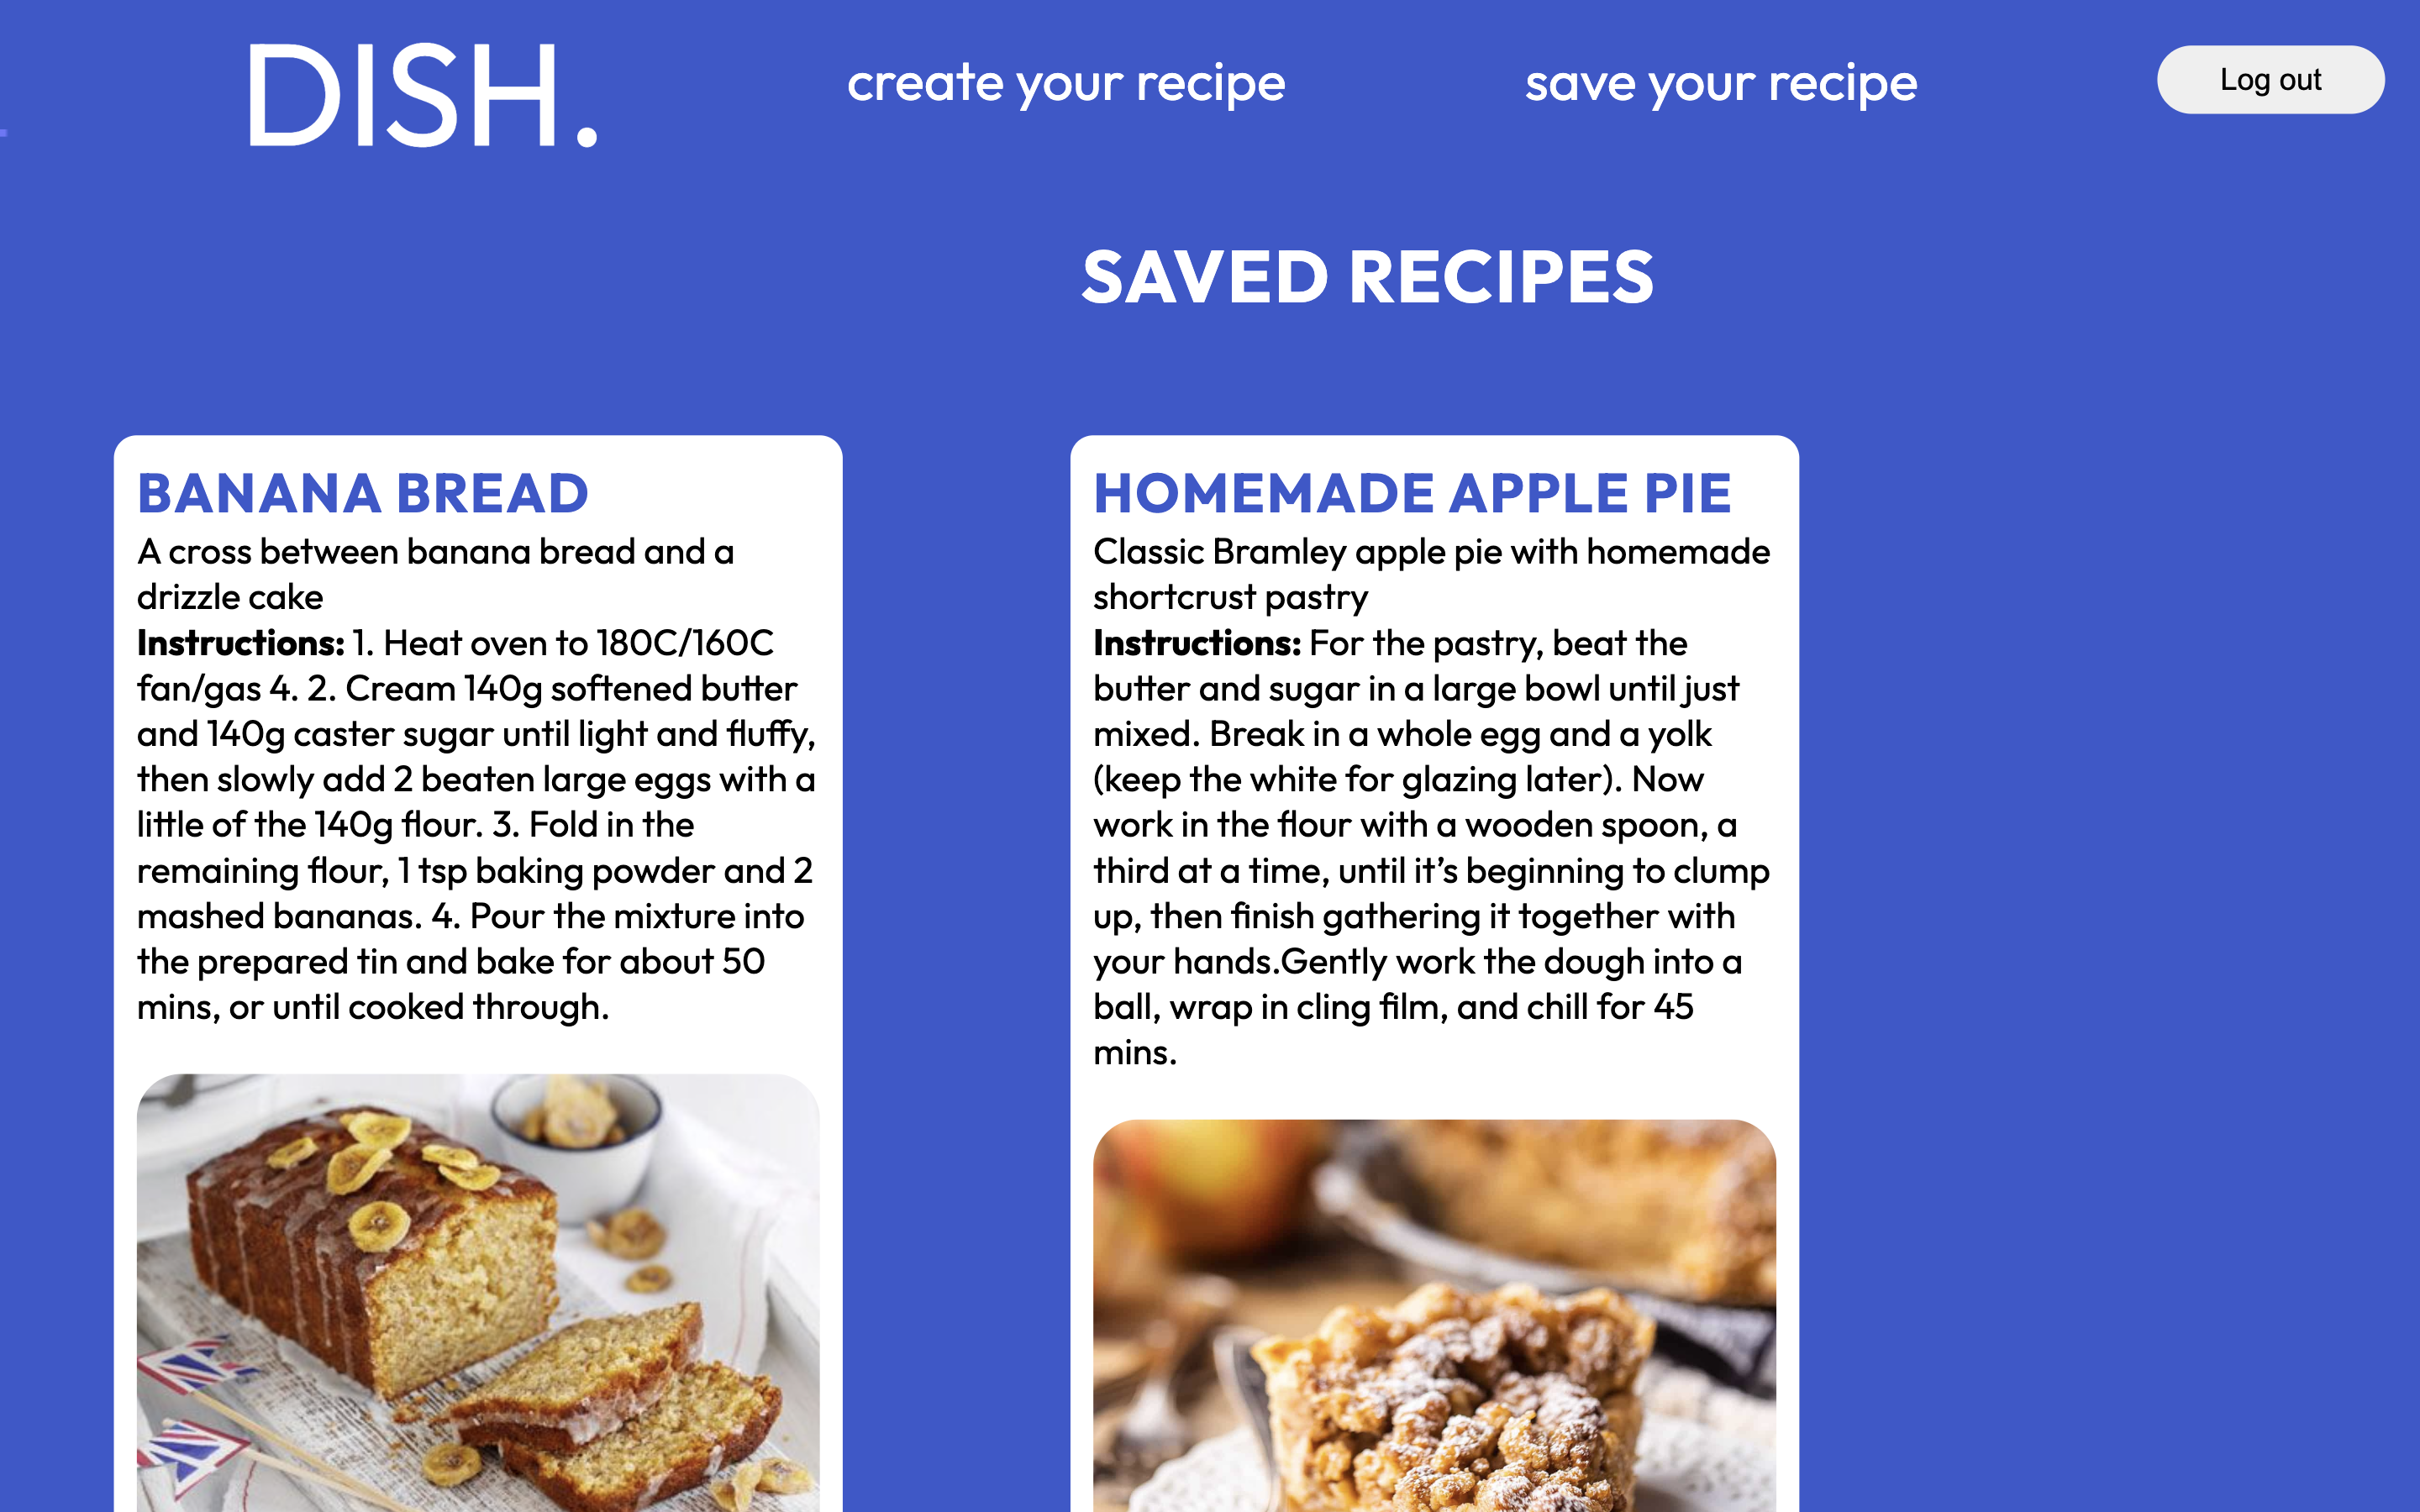 DISH.
create your recipe
save your recipe
Log out
SAVED RECIPES
BANANA BREAD
A cross between banana bread and a
drizzle cake
Instructions: 1. Heat oven to 180C/160C
fan/gas 4. 2. Cream 140g softened butter
and 140g caster sugar until light and fluffy,
then slowly add 2 beaten large eggs with a
little of the 140g flour. 3. Fold in the
remaining flour, 1 tsp baking powder and 2
mashed bananas. 4. Pour the mixture into
the prepared tin and bake for about 50
mins, or until cooked through.
HOMEMADE APPLE PIE
Classic Bramley apple pie with homemade
shortcrust pastry
Instructions: For the pastry, beat the
butter and sugar in a large bowl until just
mixed. Break in a whole egg and a yolk
(keep the white for glazing later). Now
work in the flour with a wooden spoon, a
third at a time, until it’s beginning to clump
up, then finish gathering it together with
your hands.Gently work the dough into a
ball, wrap in cling film, and chill for 45
mins.